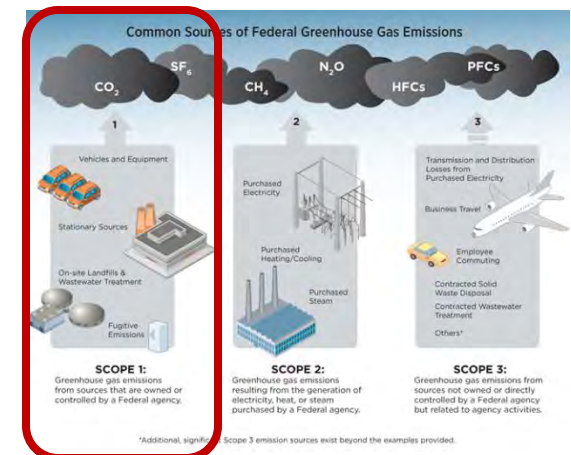 Common Sources of Federal Greenhouse Gas Emissions
CO2
SF6
CH4
N2O
HFCs
PFCs
1
Vehicles and Equipment
Stationary Sources
On-site Landfills &
Wastewater Treatment
Fugitive
Emissions
SCOPE 1:
Greenhouse gas emissions
from sources that are owned or
controlled by a Federal agency.
2
Purchased
Electricity
Purchased
Heating/Cooling
Purchased
Steam
SCOPE 2:
Greenhouse gas emissions
resulting from the generation of
electricity, heat, or steam
purchased by a Federal agency.
3
Transmission and Distribution
Losses from
Purchased Electricity
Business Travel
Employee
Commuting
Contracted Solid
Waste Disposal
Contracted Wastewater
Treatment
Others*
SCOPE 3:
Greenhouse gas emissions from
sources not owned or directly
controlled by a Federal agency
but related to agency activities.
*Additional, significant Scope 3 emission sources exist beyond the examples provided.